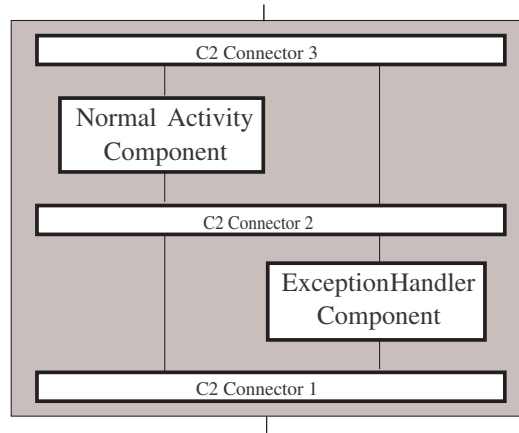 C2 Connector 3
Normal Activity
Component
C2 Connector 2
ExceptionHandler
Component
C2 Connector 1